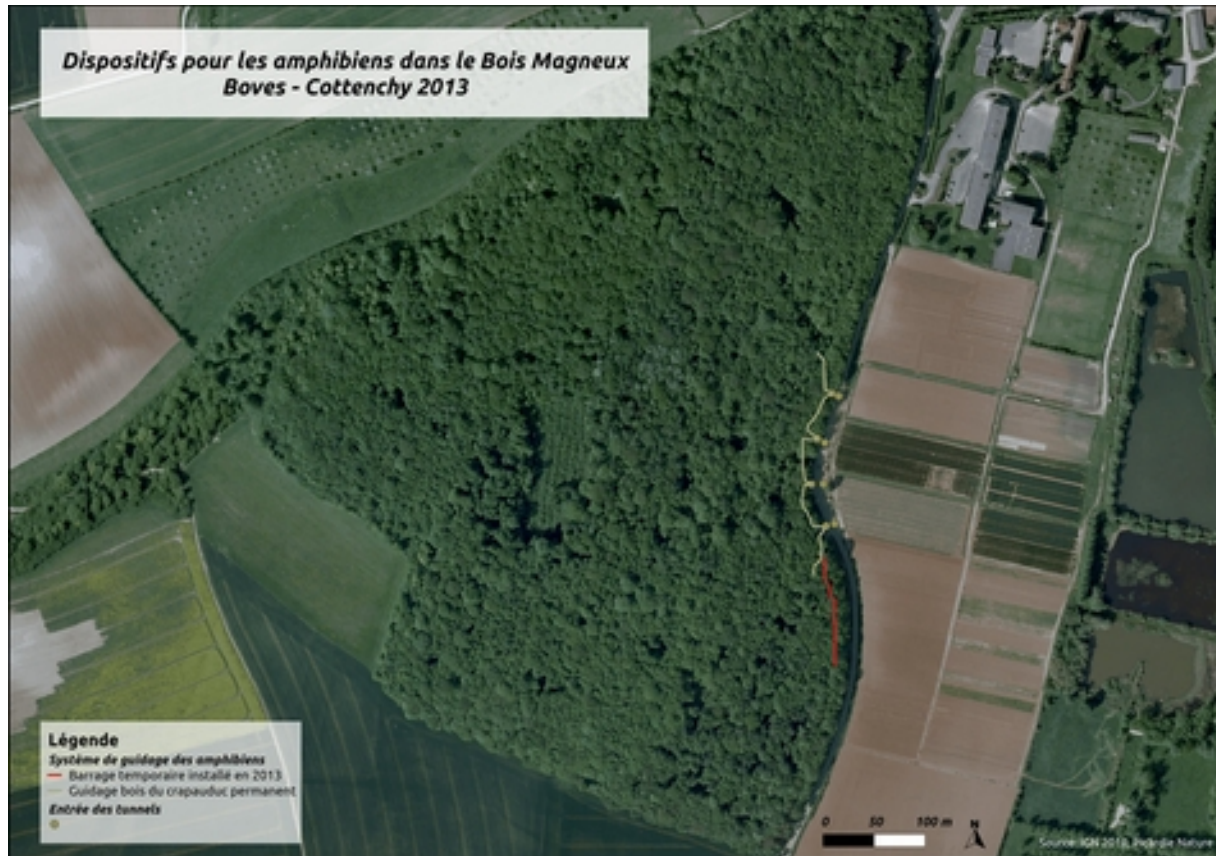 Dispositifs pour les amphibiens dans le Bois Magneux
Boves - Cottenchy 2013
Légende
Système de guidage des amphibiens
Barrage temporaire installé en 2013
Guidage bois du crapauduc permanent
Entrée des tunnels
0 50 100 m
N
Source: IGN 2010, Picardie Nature